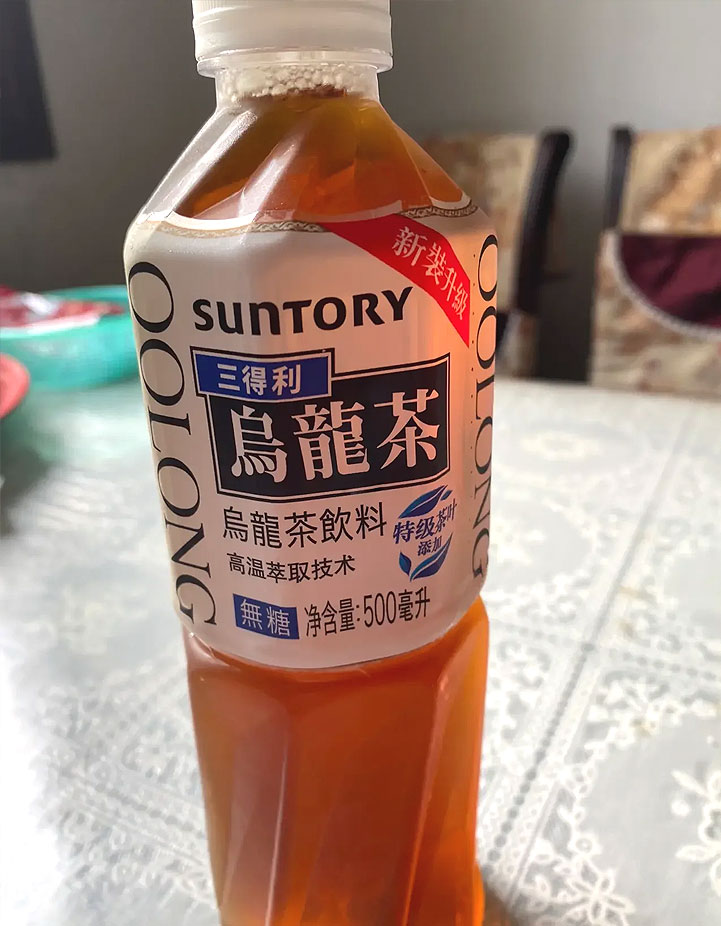 新裝升級
SUNTORY
三得利
烏龍茶
烏龍茶飲料
高温萃取技术
特级茶叶
添加
無糖 净含量:500毫升
OOLONG
OOLONG